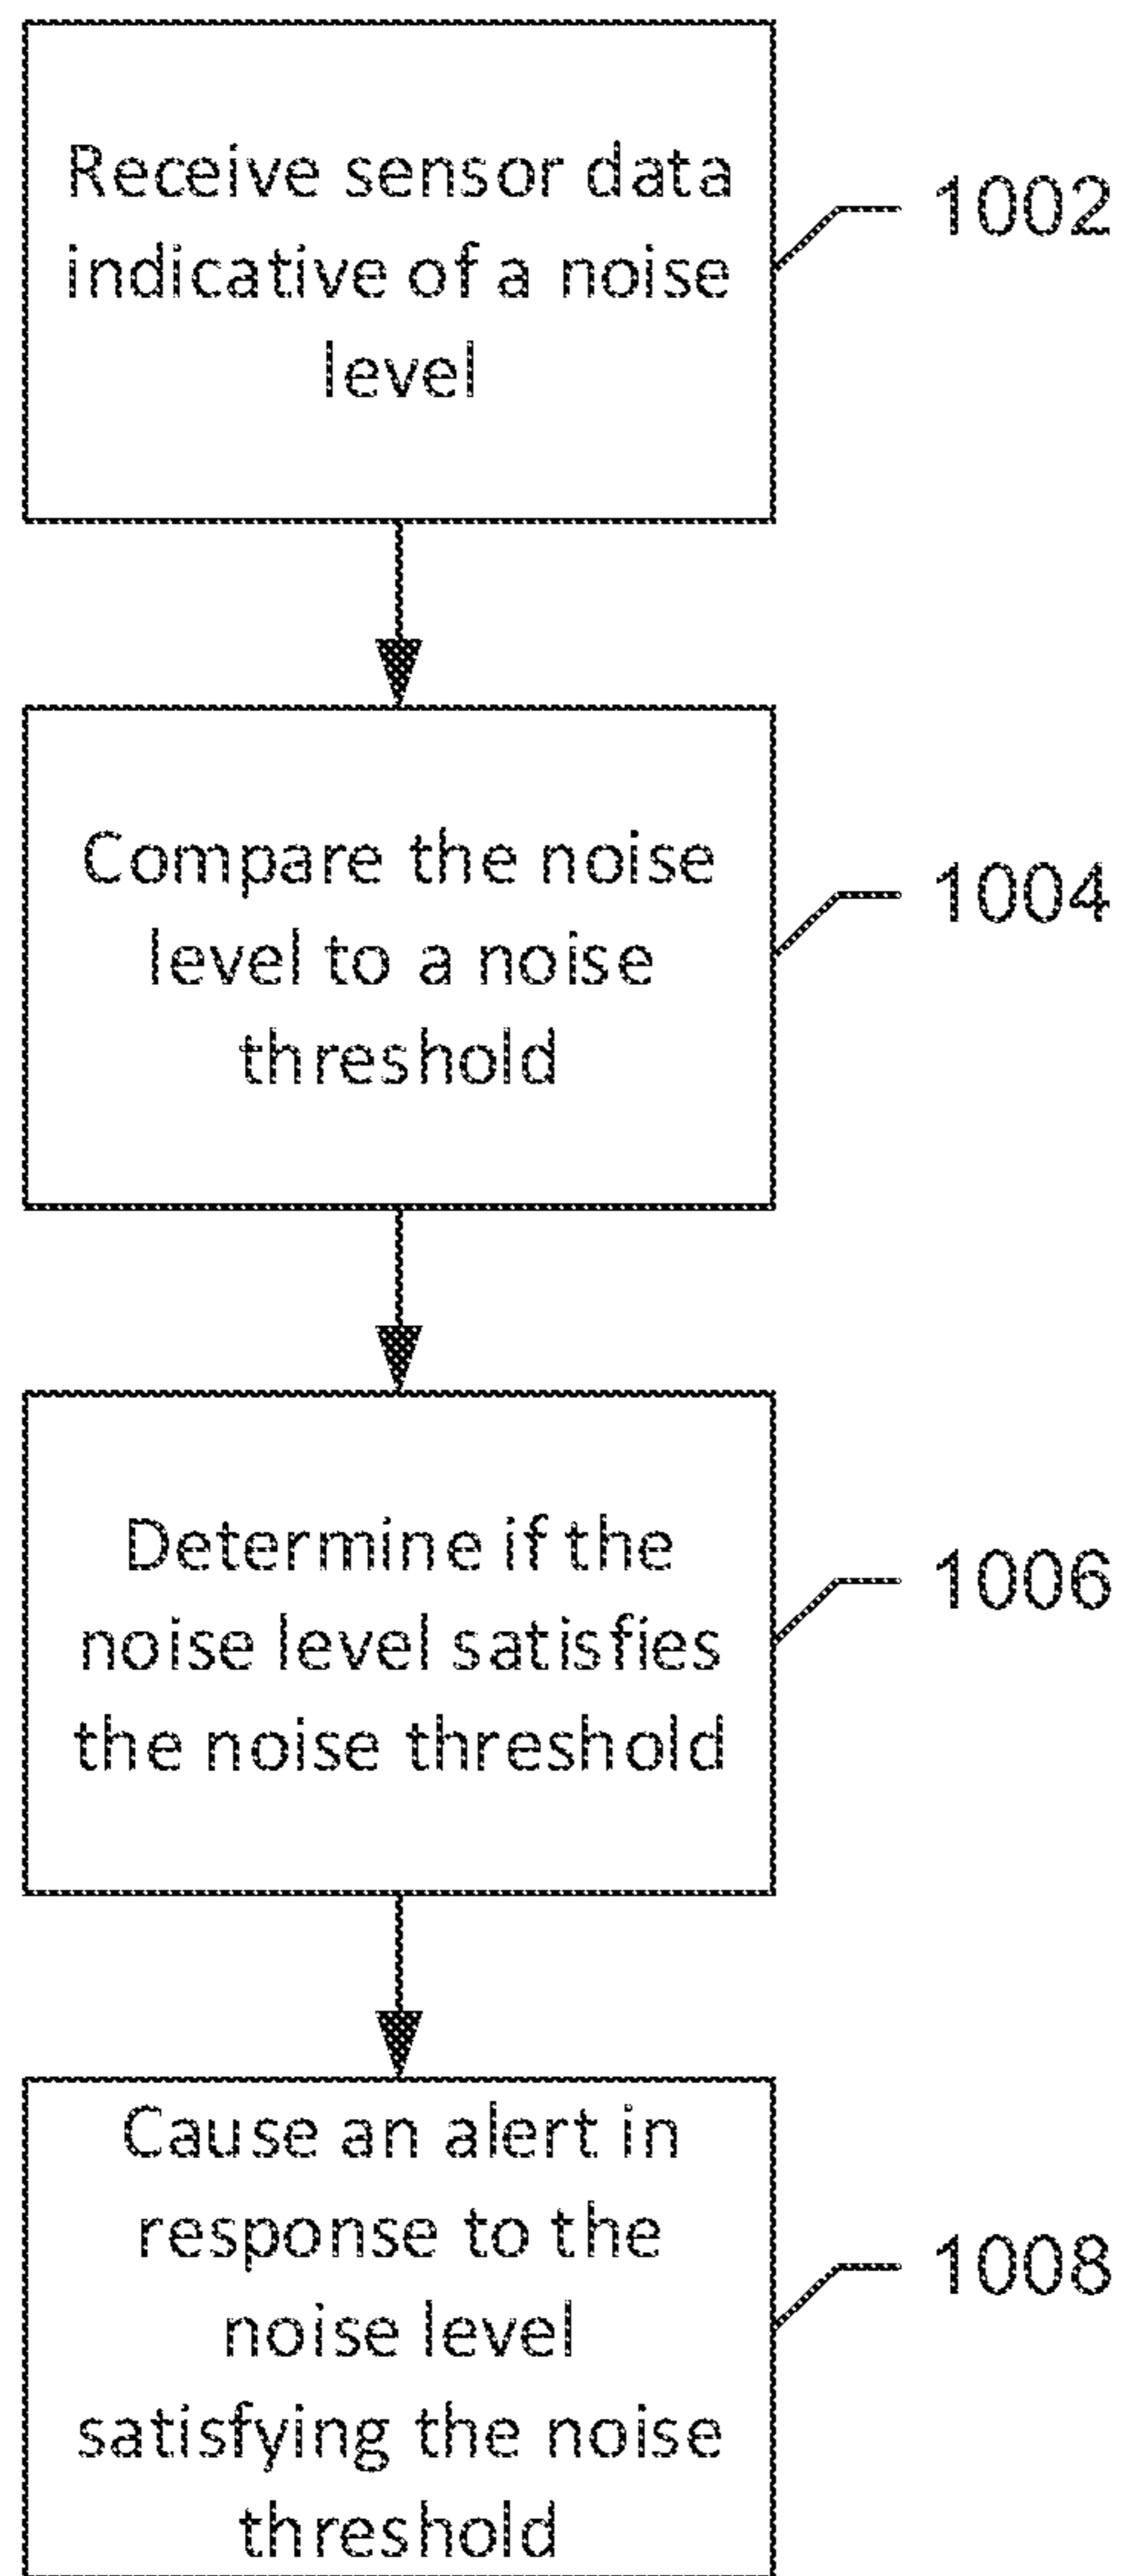 Receive sensor data
indicative of a noise
level
1002
Compare the noise
level to a noise
threshold
1004
Determine if the
noise level satisfies
the noise threshold
1006
Cause an alert in
response to the
noise level
satisfying the noise
threshold
1008